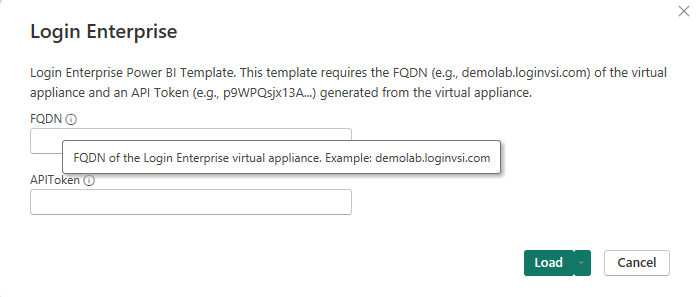 Login Enterprise
Login Enterprise Power BI Template. This template requires the FQDN (e.g., demolab.loginvsi.com) of the virtual
appliance and an API Token (e.g., p9WPQsjx13A...) generated from the virtual appliance.
FQDN
FQDN of the Login Enterprise virtual appliance. Example: demolab.loginvsi.com
APIToken
Load
Cancel